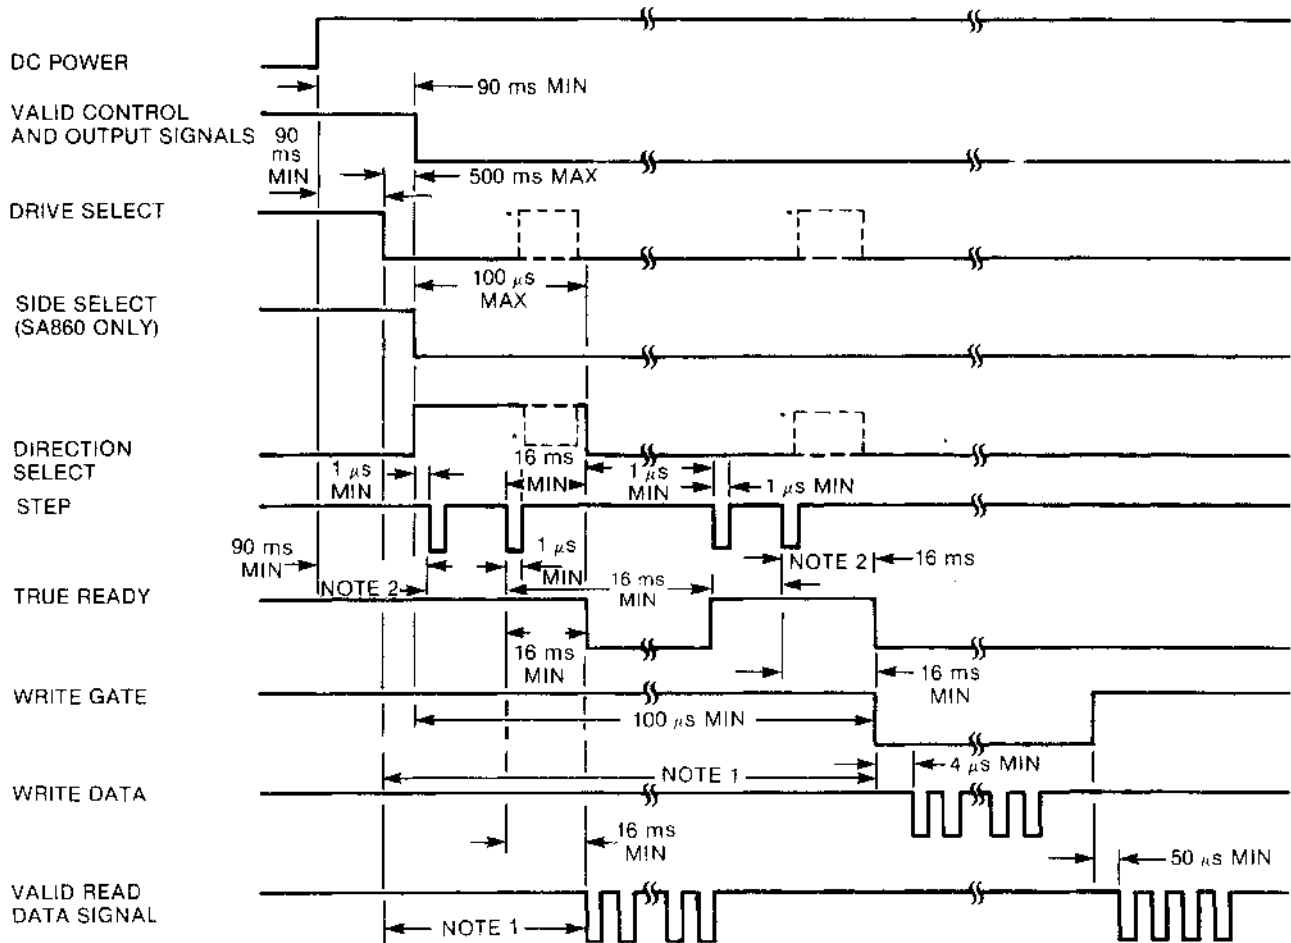 DC POWER
90 ms MIN
VALID CONTROL
AND OUTPUT SIGNALS
90
ms
MIN
500 ms MAX
DRIVE SELECT
100 μs
MAX
SIDE SELECT
(SA860 ONLY)
DIRECTION
SELECT
1 μs
MIN
16 ms
MIN
1 μs
MIN
1 μs MIN
STEP
90 ms
MIN
1 μs
MIN
NOTE 2
16 ms
NOTE 2
16 ms
MIN
TRUE READY
16 ms
MIN
16 ms
MIN
WRITE GATE
100 μs MIN
NOTE 1
4 μs MIN
WRITE DATA
16 ms
MIN
50 μs MIN
VALID READ
DATA SIGNAL
NOTE 1